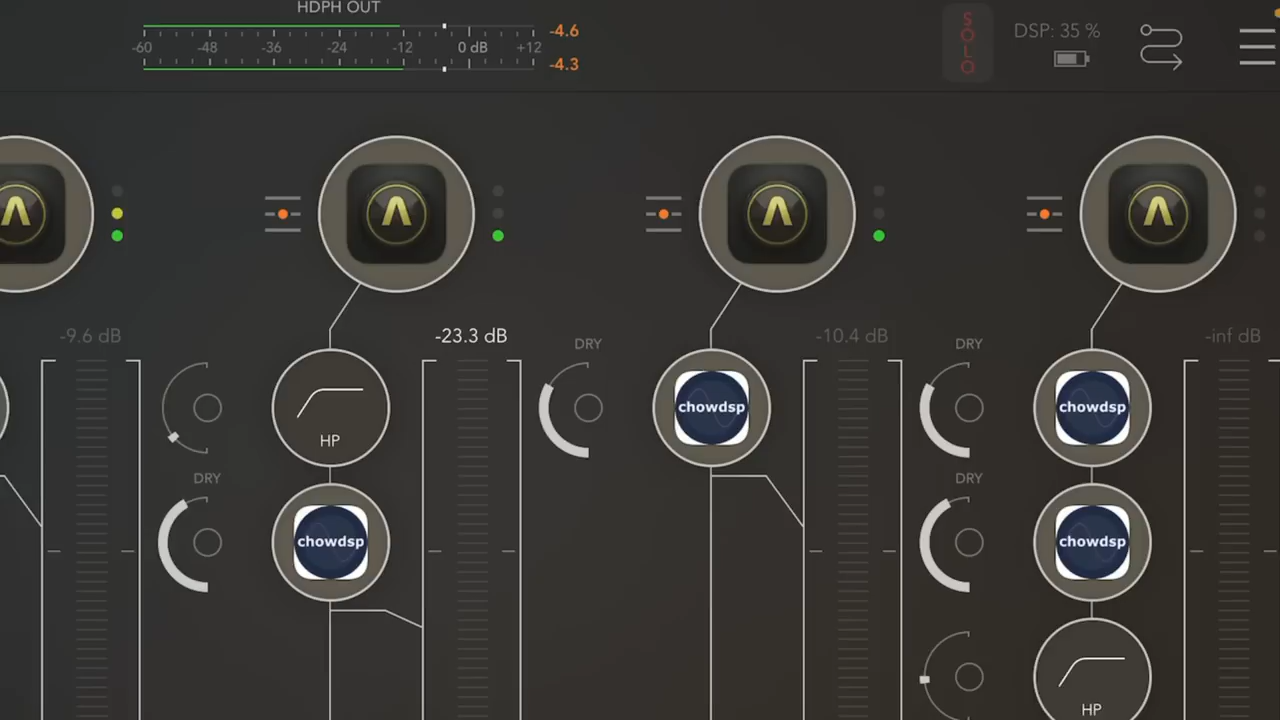 HDPH OUT
-60 -48 -36 -24 -12 0 dB +12
-4.6
-4.3
SOLO
DSP: 35 %
-9.6 dB
-23.3 dB
-10.4 dB
-inf dB
DRY
DRY
DRY
DRY
HP
chowdsp
chowdsp
chowdsp
chowdsp
HP